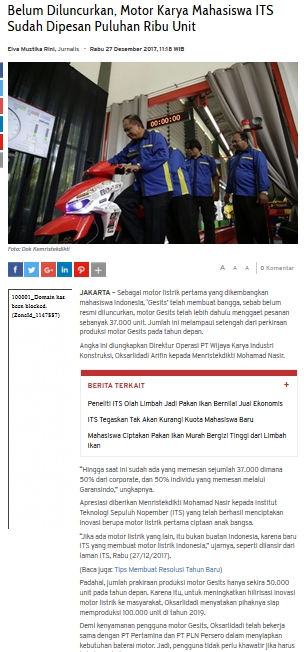 Belum Diluncurkan, Motor Karya Mahasiswa ITS
Sudah Dipesan Puluhan Ribu Unit
Elva Mustika Rini, Jurnalis - Rabu 27 Desember 2017, 11:18 WIB
00:00:00
Foto: Dok Kemristekdikti
A A A 0 Komentar
100001_Domain has
been blocked.
(ZoneId_1147587)
JAKARTA – Sebagai motor listrik pertama yang dikembangkan
mahasiswa Indonesia, 'Gesits' telah membuat bangga, sebab belum
resmi diluncurkan, motor Gesits telah lebih dahulu menggaet pesanan
sebanyak 37.000 unit. Jumlah ini melampaui setengah dari perkiraan
produksi motor Gesits pada tahun depan.
Angka ini diungkapkan Direktur Operasi PT Wijaya Karya Industri
Konstruksi, Oksarlidadi Arifin kepada Menristekdikti Mohamad Nasir.
BERITA TERKAIT +
Peneliti ITS Olah Limbah Jadi Pakan Ikan Bernilai Jual Ekonomis
ITS Tegaskan Tak Akan Kurangi Kuota Mahasiswa Baru
Mahasiswa Ciptakan Pakan Ikan Murah Bergizi Tinggi dari Limbah
Ikan
"Hingga saat ini sudah ada yang memesan sejumlah 37.000 dimana
50% dari corporate, dan 50% individu yang memesan melalui
Garansindo," ungkapnya.
Apresiasi diberikan Menristekdikti Mohamad Nasir kepada Institut
Teknologi Sepuluh Nopember (ITS) yang telah berhasil menciptakan
inovasi berupa motor listrik pertama ciptaan anak bangsa.
"Jika ada motor listrik yang lain, itu bukan buatan Indonesia, karena baru
ITS yang membuat motor listrik Indonesia," ujarnya, seperti dilansir dari
laman ITS, Rabu (27/12/2017).
(Baca juga: Tips Membuat Resolusi Tahun Baru)
Padahal, jumlah prakiraan produksi motor Gesits hanya sekira 50.000
unit pada tahun depan. Karena itu, untuk meningkatkan hilirisasi inovasi
motor listrik ke masyarakat, Oksarlidadi menyatakan pihaknya siap
memproduksi 100.000 unit di tahun 2019.
Demi kenyamanan pengguna motor Gesits, Oksarlidadi telah bekerja
sama dengan PT Pertamina dan PT PLN Persero dalam menyiapkan
kebutuhan baterai motor. Jadi, pengguna tidak perlu khawatir jika harus